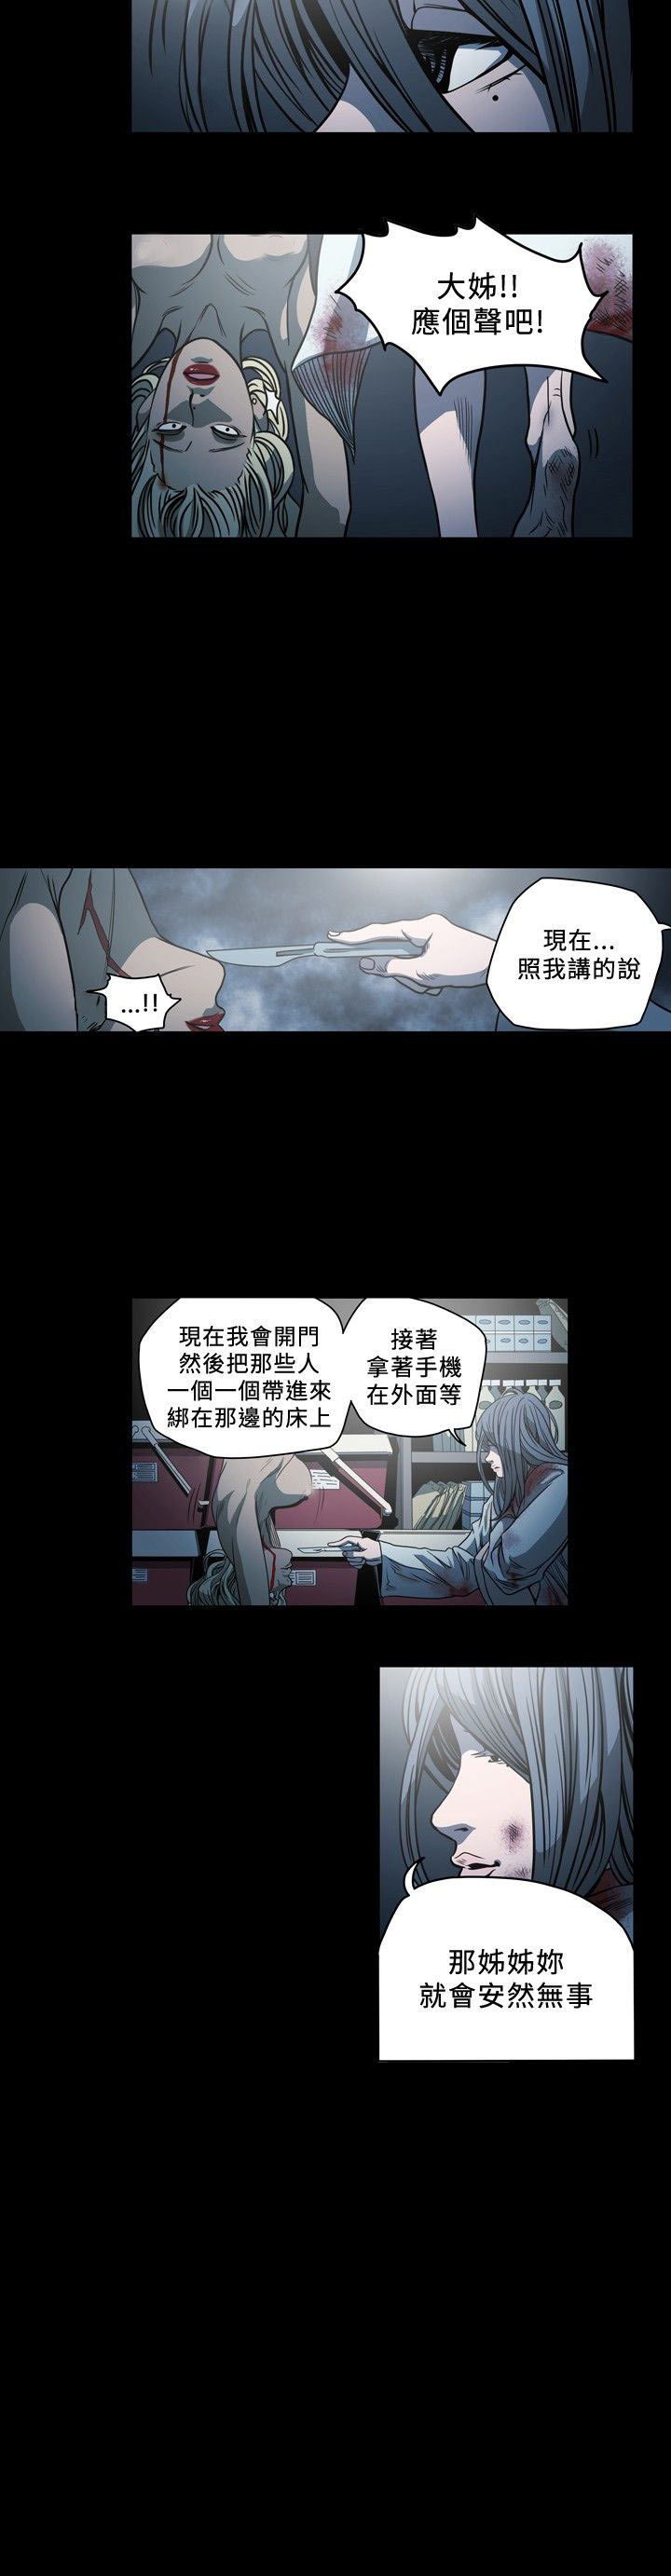 大姊!!
應個聲吧!
現在...
照我講的說
...!!
現在我會開門
然後把那些人
一個一個帶進來
綁在那邊的床上
接著
拿著手機
在外面等
那姊姊妳
就會安然無事